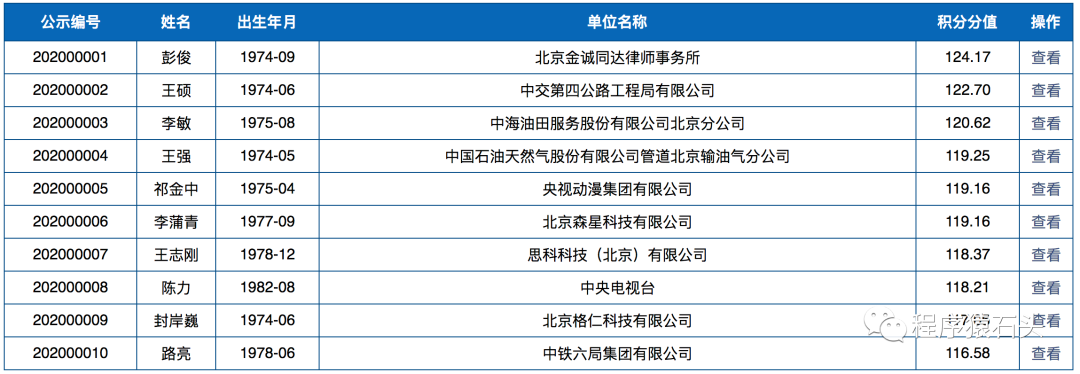 公示编号 姓名 出生年月 单位名称 积分分值 操作
202000001 彭俊 1974-09 北京金诚同达律师事务所 124.17 查看
202000002 王硕 1974-06 中交第四公路工程局有限公司 122.70 查看
202000003 李敏 1975-08 中海油田服务股份有限公司北京分公司 120.62 查看
202000004 王强 1974-05 中国石油天然气股份有限公司管道北京输油气分公司 119.25 查看
202000005 祁金中 1975-04 央视动漫集团有限公司 119.16 查看
202000006 李蒲青 1977-09 北京森星科技有限公司 119.16 查看
202000007 王志刚 1978-12 思科科技（北京）有限公司 118.37 查看
202000008 陈力 1982-08 中央电视台 118.21 查看
202000009 封岸巍 1974-06 北京格仁科技有限公司 查看
程序猿石头
202000010 路亮 1978-06 中铁六局集团有限公司 116.58 查看